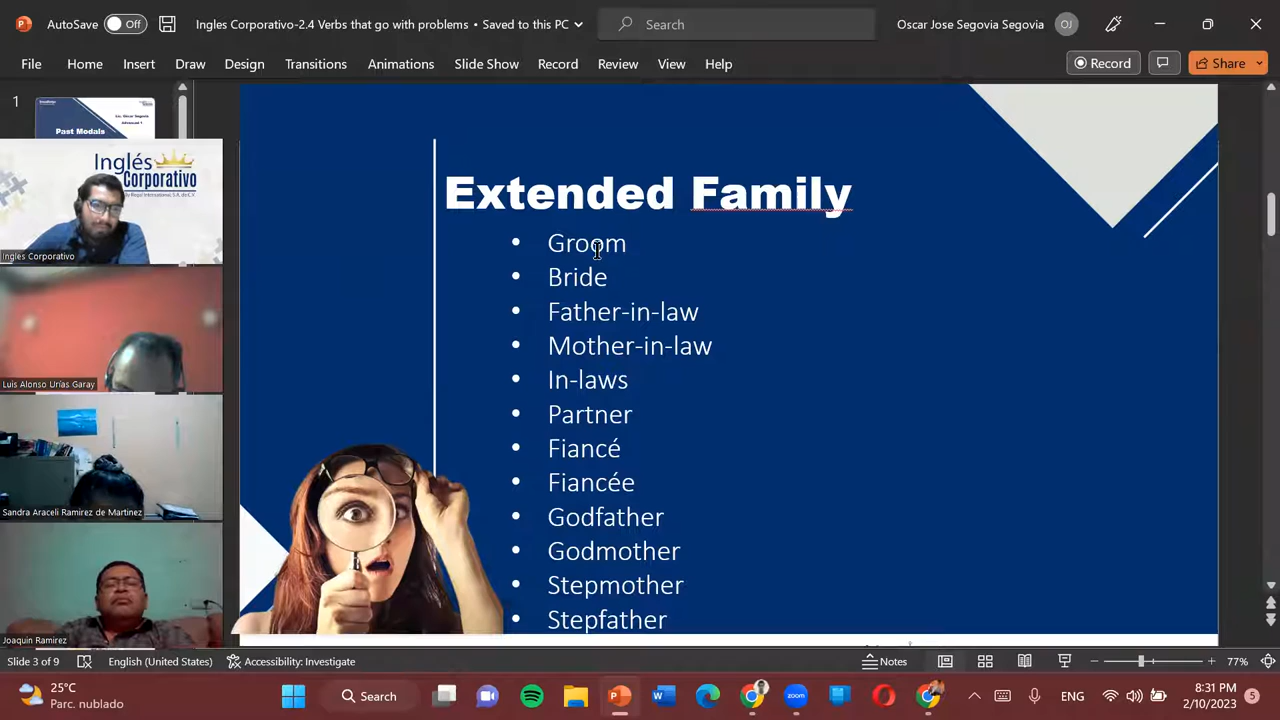 AutoSave Off Ingles Corporativo-2.4 Verbs that go with problems • Saved to this PC Search Oscar Jose Segovia Segovia OJ
File Home Insert Draw Design Transitions Animations Slide Show Record Review View Help Record Share
1
Past Modals
Inglés
Corporativo
Ingles Corporativo
Luis Alonso Urías Garay
Sandra Araceli Ramirez de Martinez
Joaquin Ramirez
Extended Family
• Groom
• Bride
• Father-in-law
• Mother-in-law
• In-laws
• Partner
• Fiancé
• Fiancée
• Godfather
• Godmother
• Stepmother
• Stepfather
Slide 3 of 9 English (United States) Accessibility: Investigate Notes 77%
25°C
Parc. nublado
Search
zoom
ENG
8:31 PM
2/10/2023
5